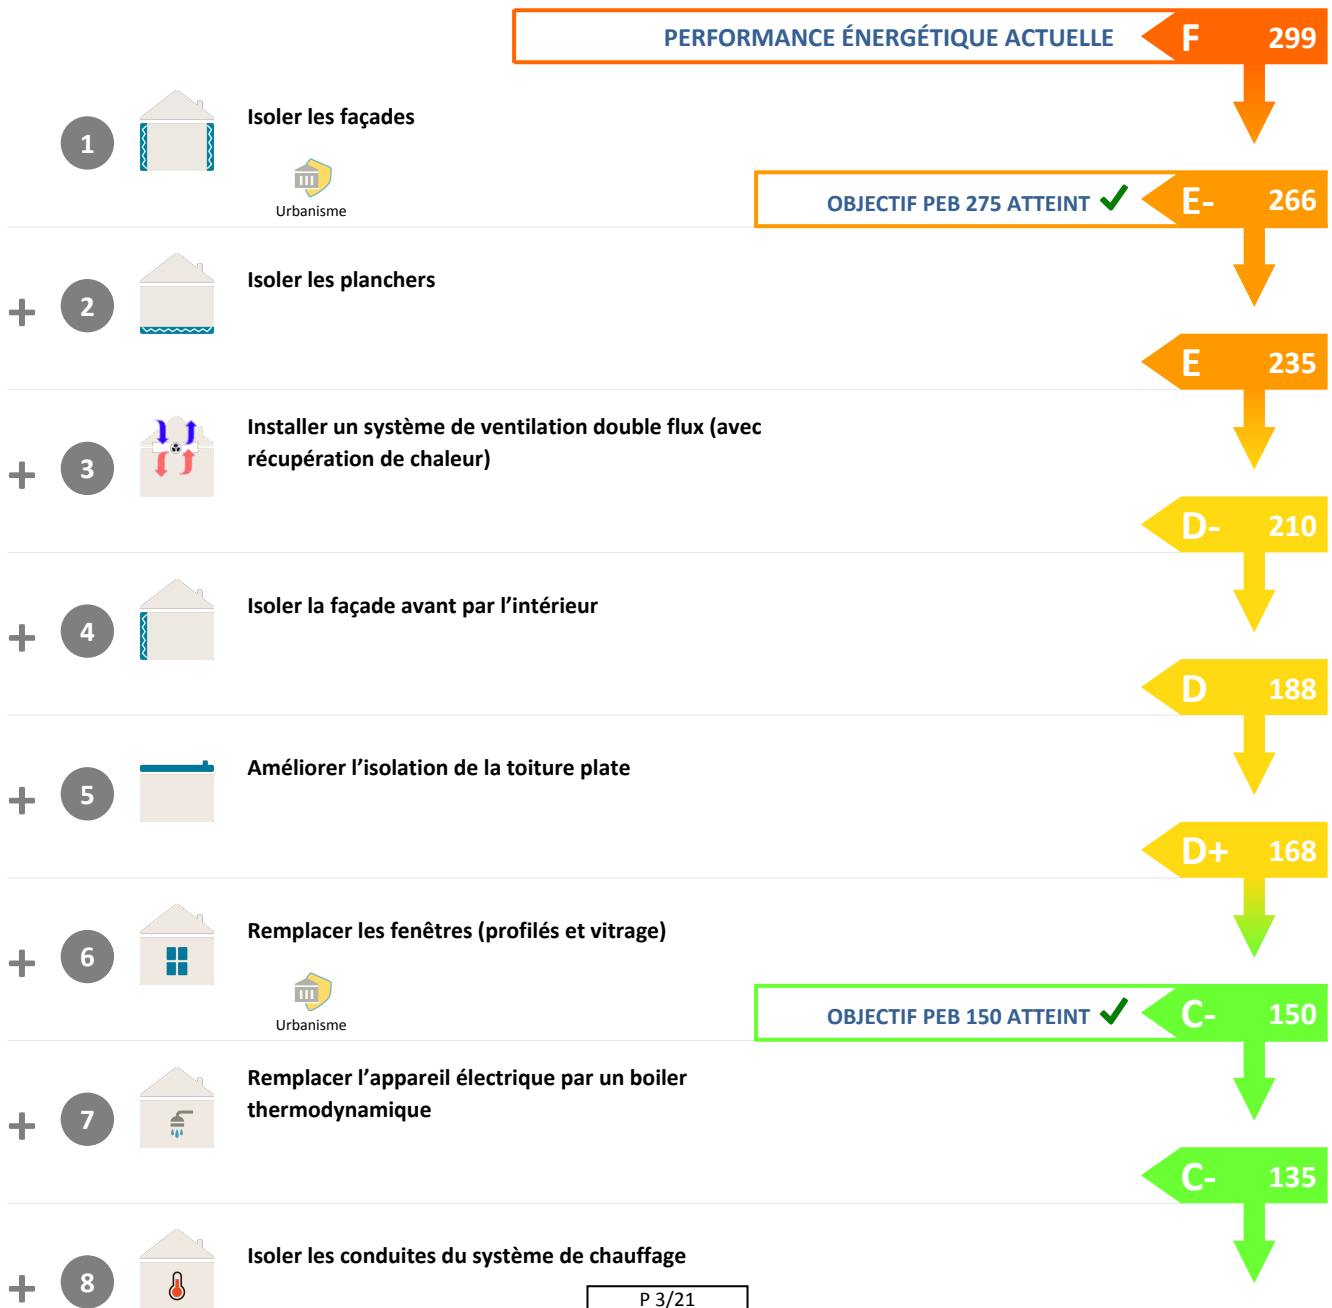 PERFORMANCE ÉNERGÉTIQUE ACTUELLE F 299
1 Isoler les façades
Urbanisme
OBJECTIF PEB 275 ATTEINT E- 266
+ 2 Isoler les planchers
E 235
+ 3 Installer un système de ventilation double flux (avec
récupération de chaleur)
D- 210
+ 4 Isoler la façade avant par l’intérieur
D 188
+ 5 Améliorer l’isolation de la toiture plate
D+ 168
+ 6 Remplacer les fenêtres (profilés et vitrage)
Urbanisme
OBJECTIF PEB 150 ATTEINT C- 150
+ 7 Remplacer l’appareil électrique par un boiler
thermodynamique
C- 135
+ 8 Isoler les conduites du système de chauffage
P 3/21